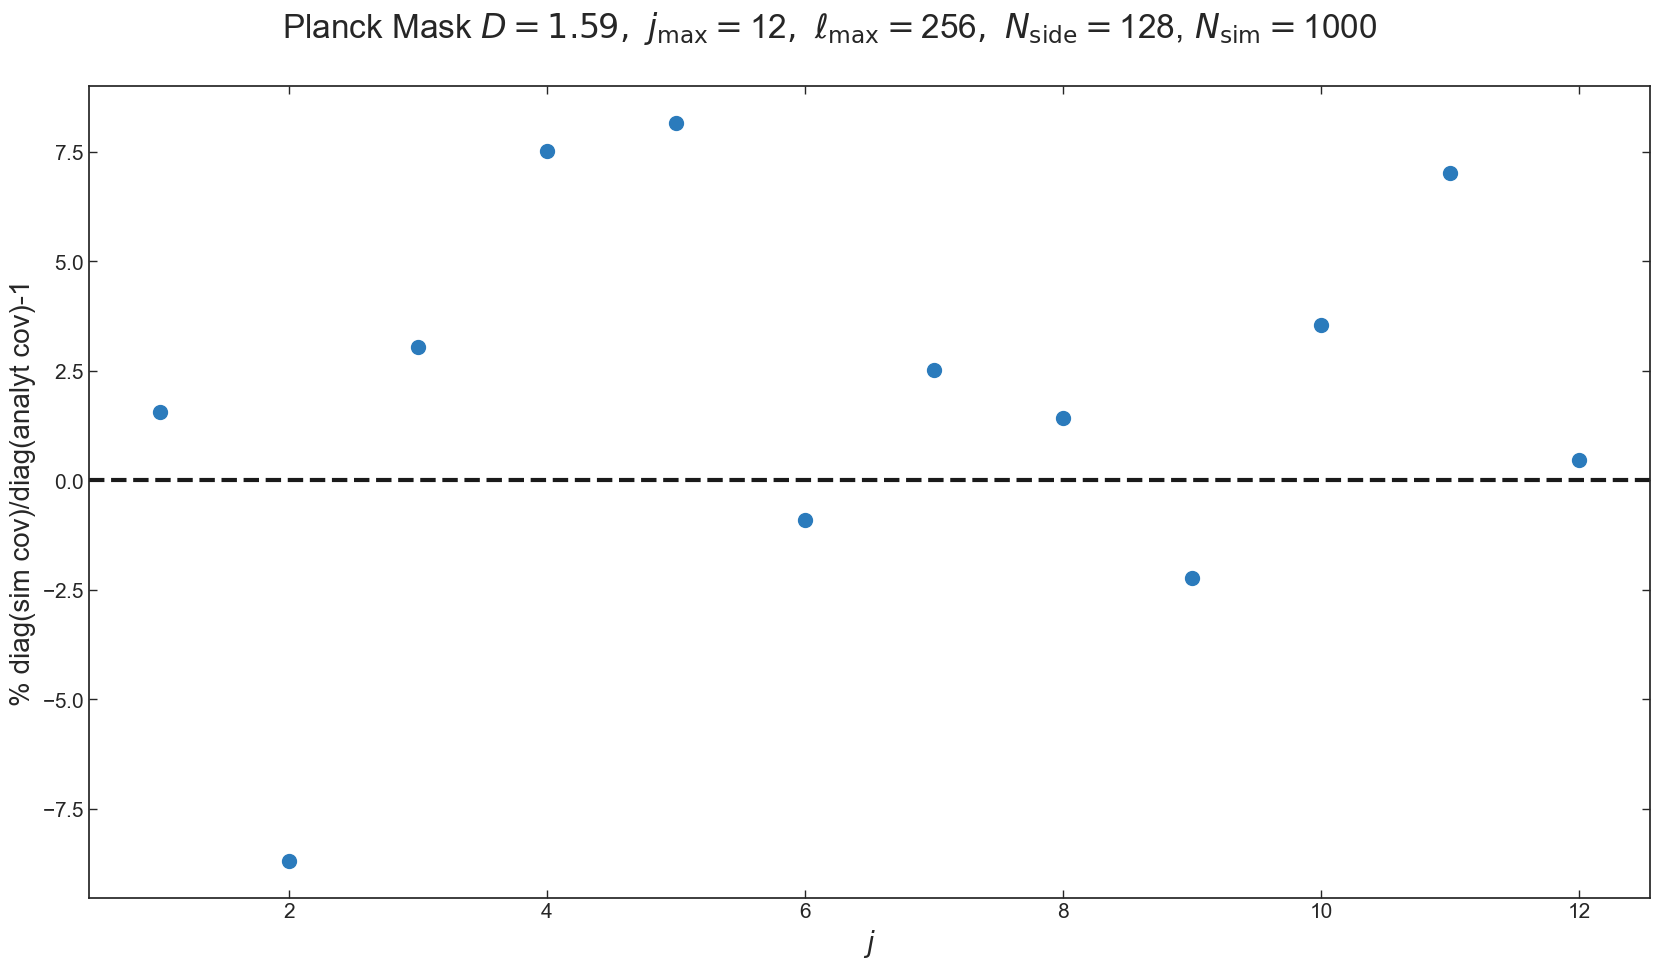 Planck Mask D = 1.59, j_max = 12, ℓ_max = 256, N_side = 128, N_sim = 1000
% diag(sim cov)/diag(analyt cov)-1
7.5
5.0
2.5
0.0
−2.5
−5.0
−7.5
2 4 6 8 10 12
j